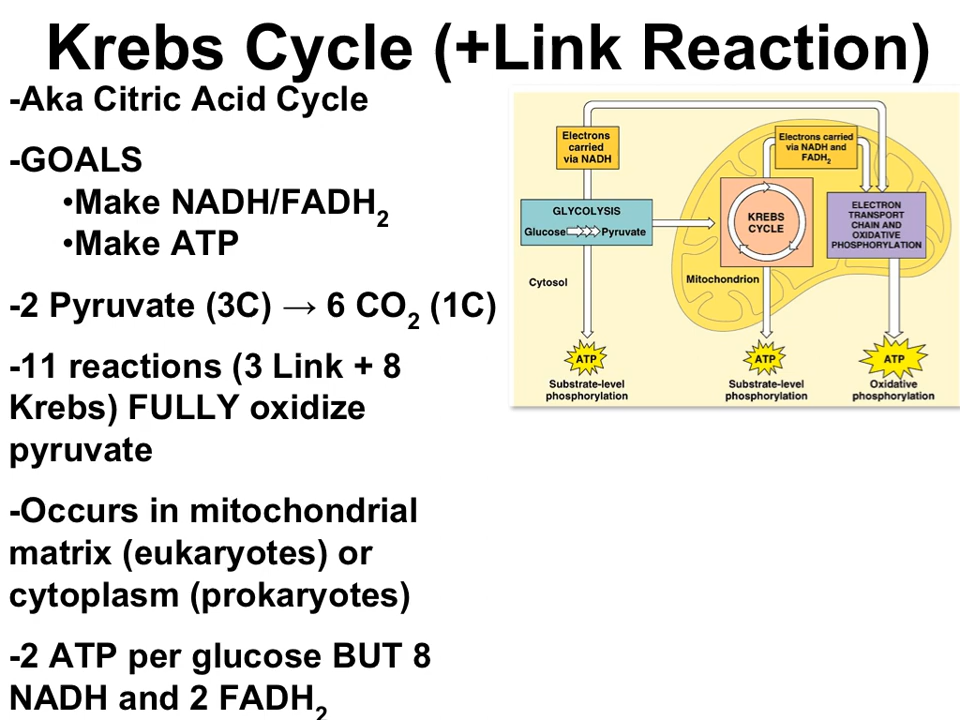 Krebs Cycle (+Link Reaction)
-Aka Citric Acid Cycle
-GOALS
•Make NADH/FADH₂
•Make ATP
-2 Pyruvate (3C) → 6 CO₂ (1C)
-11 reactions (3 Link + 8
Krebs) FULLY oxidize
pyruvate
-Occurs in mitochondrial
matrix (eukaryotes) or
cytoplasm (prokaryotes)
-2 ATP per glucose BUT 8
NADH and 2 FADH₂
Electrons
carried
via NADH
Electrons carried
via NADH and
FADH₂
GLYCOLYSIS
Glucose Pyruvate
KREBS
CYCLE
ELECTRON
TRANSPORT
CHAIN AND
OXIDATIVE
PHOSPHORYLATION
Cytosol
Mitochondrion
ATP
ATP
ATP
Substrate-level
phosphorylation
Substrate-level
phosphorylation
Oxidative
phosphorylation